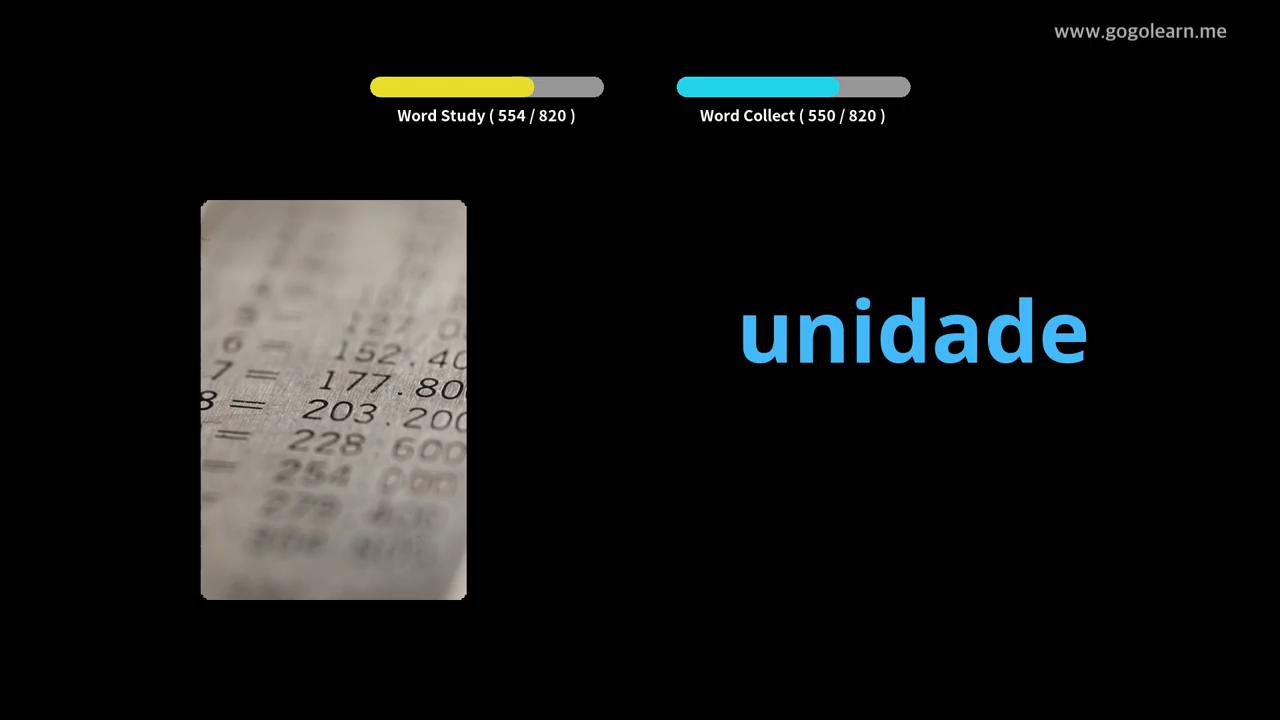 www.gogolearn.me
Word Study ( 554 / 820 )
Word Collect ( 550 / 820 )
unidade
6 = 152.40
7 = 177.80
8 = 203.200
= 228.600
= 254